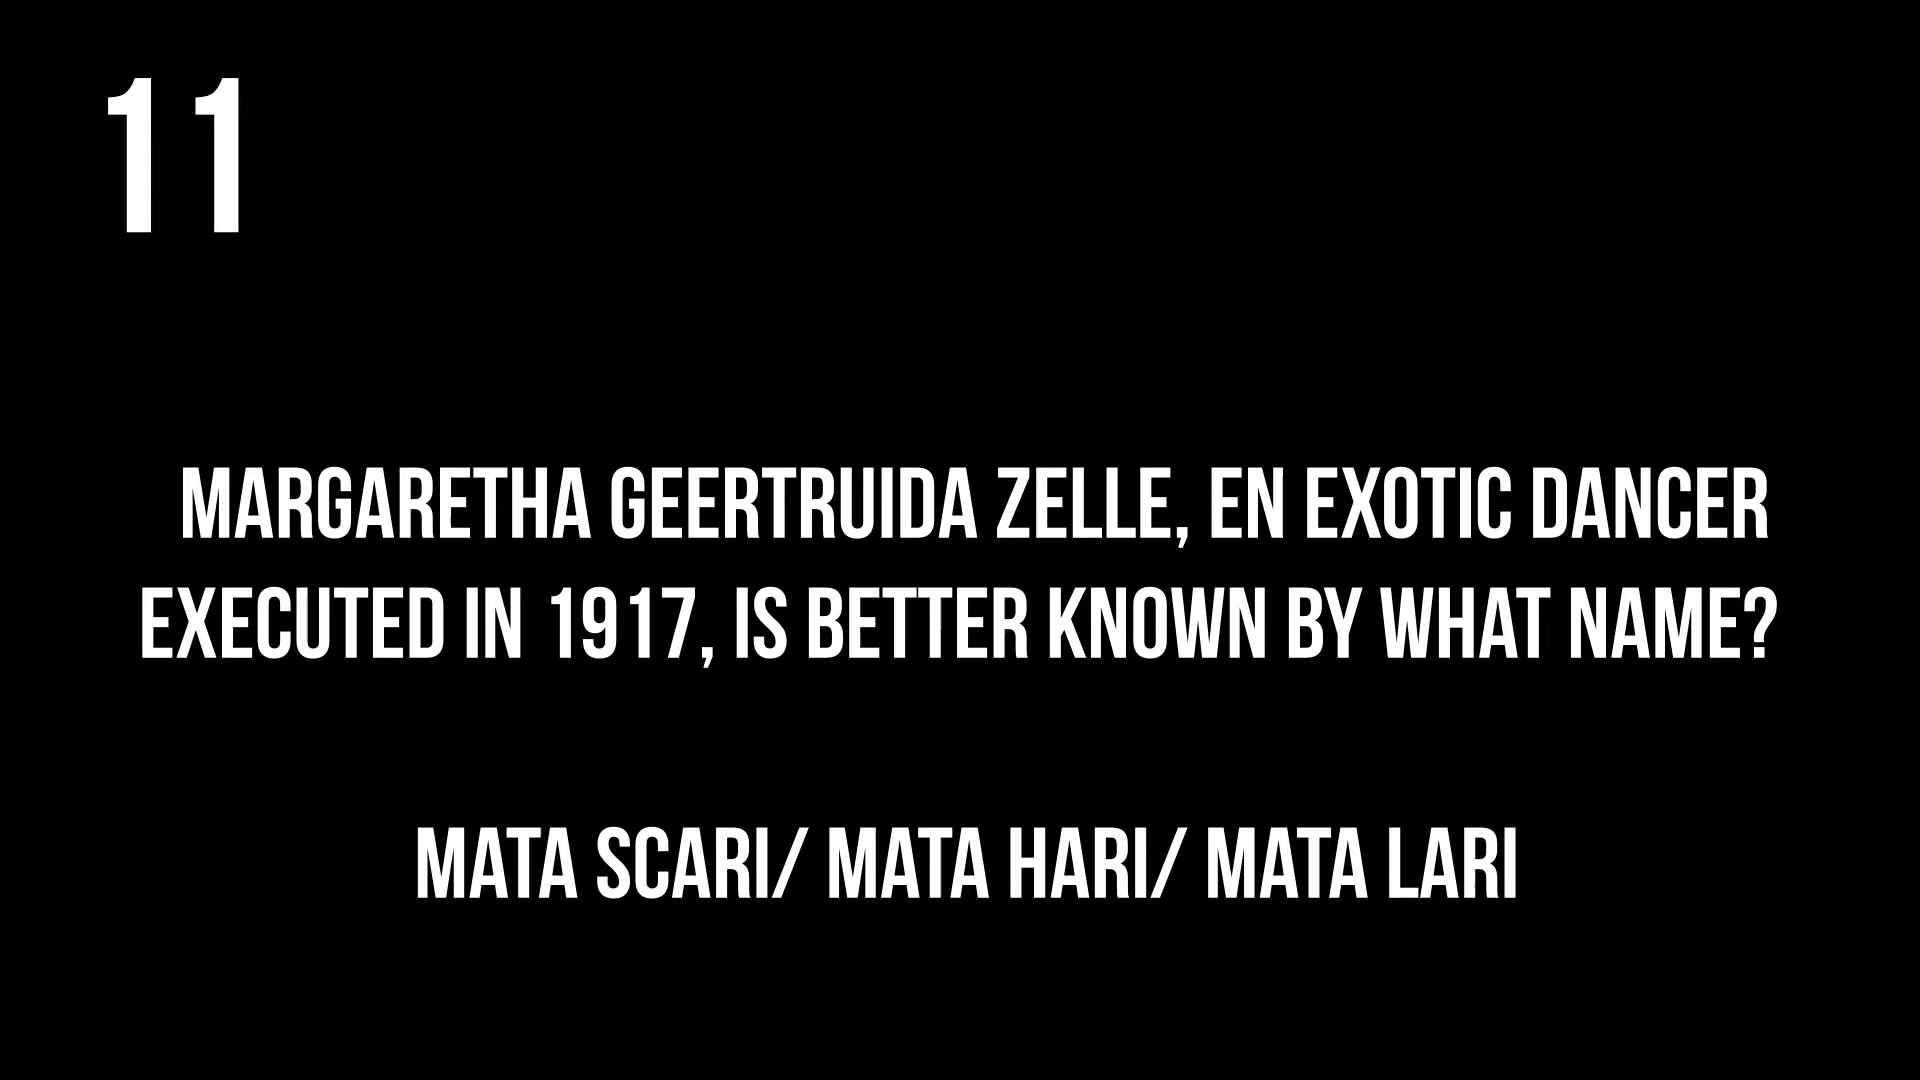 11
MARGARETHA GEERTRUIDA ZELLE, EN EXOTIC DANCER
EXECUTED IN 1917, IS BETTER KNOWN BY WHAT NAME?
MATA SCARI/ MATA HARI/ MATA LARI